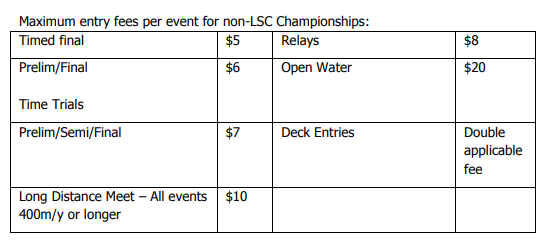 Maximum entry fees per event for non-LSC Championships:
Timed final $5 Relays $8
Prelim/Final $6 Open Water $20
Time Trials
Prelim/Semi/Final $7 Deck Entries Double
applicable
fee
Long Distance Meet – All events $10
400m/y or longer